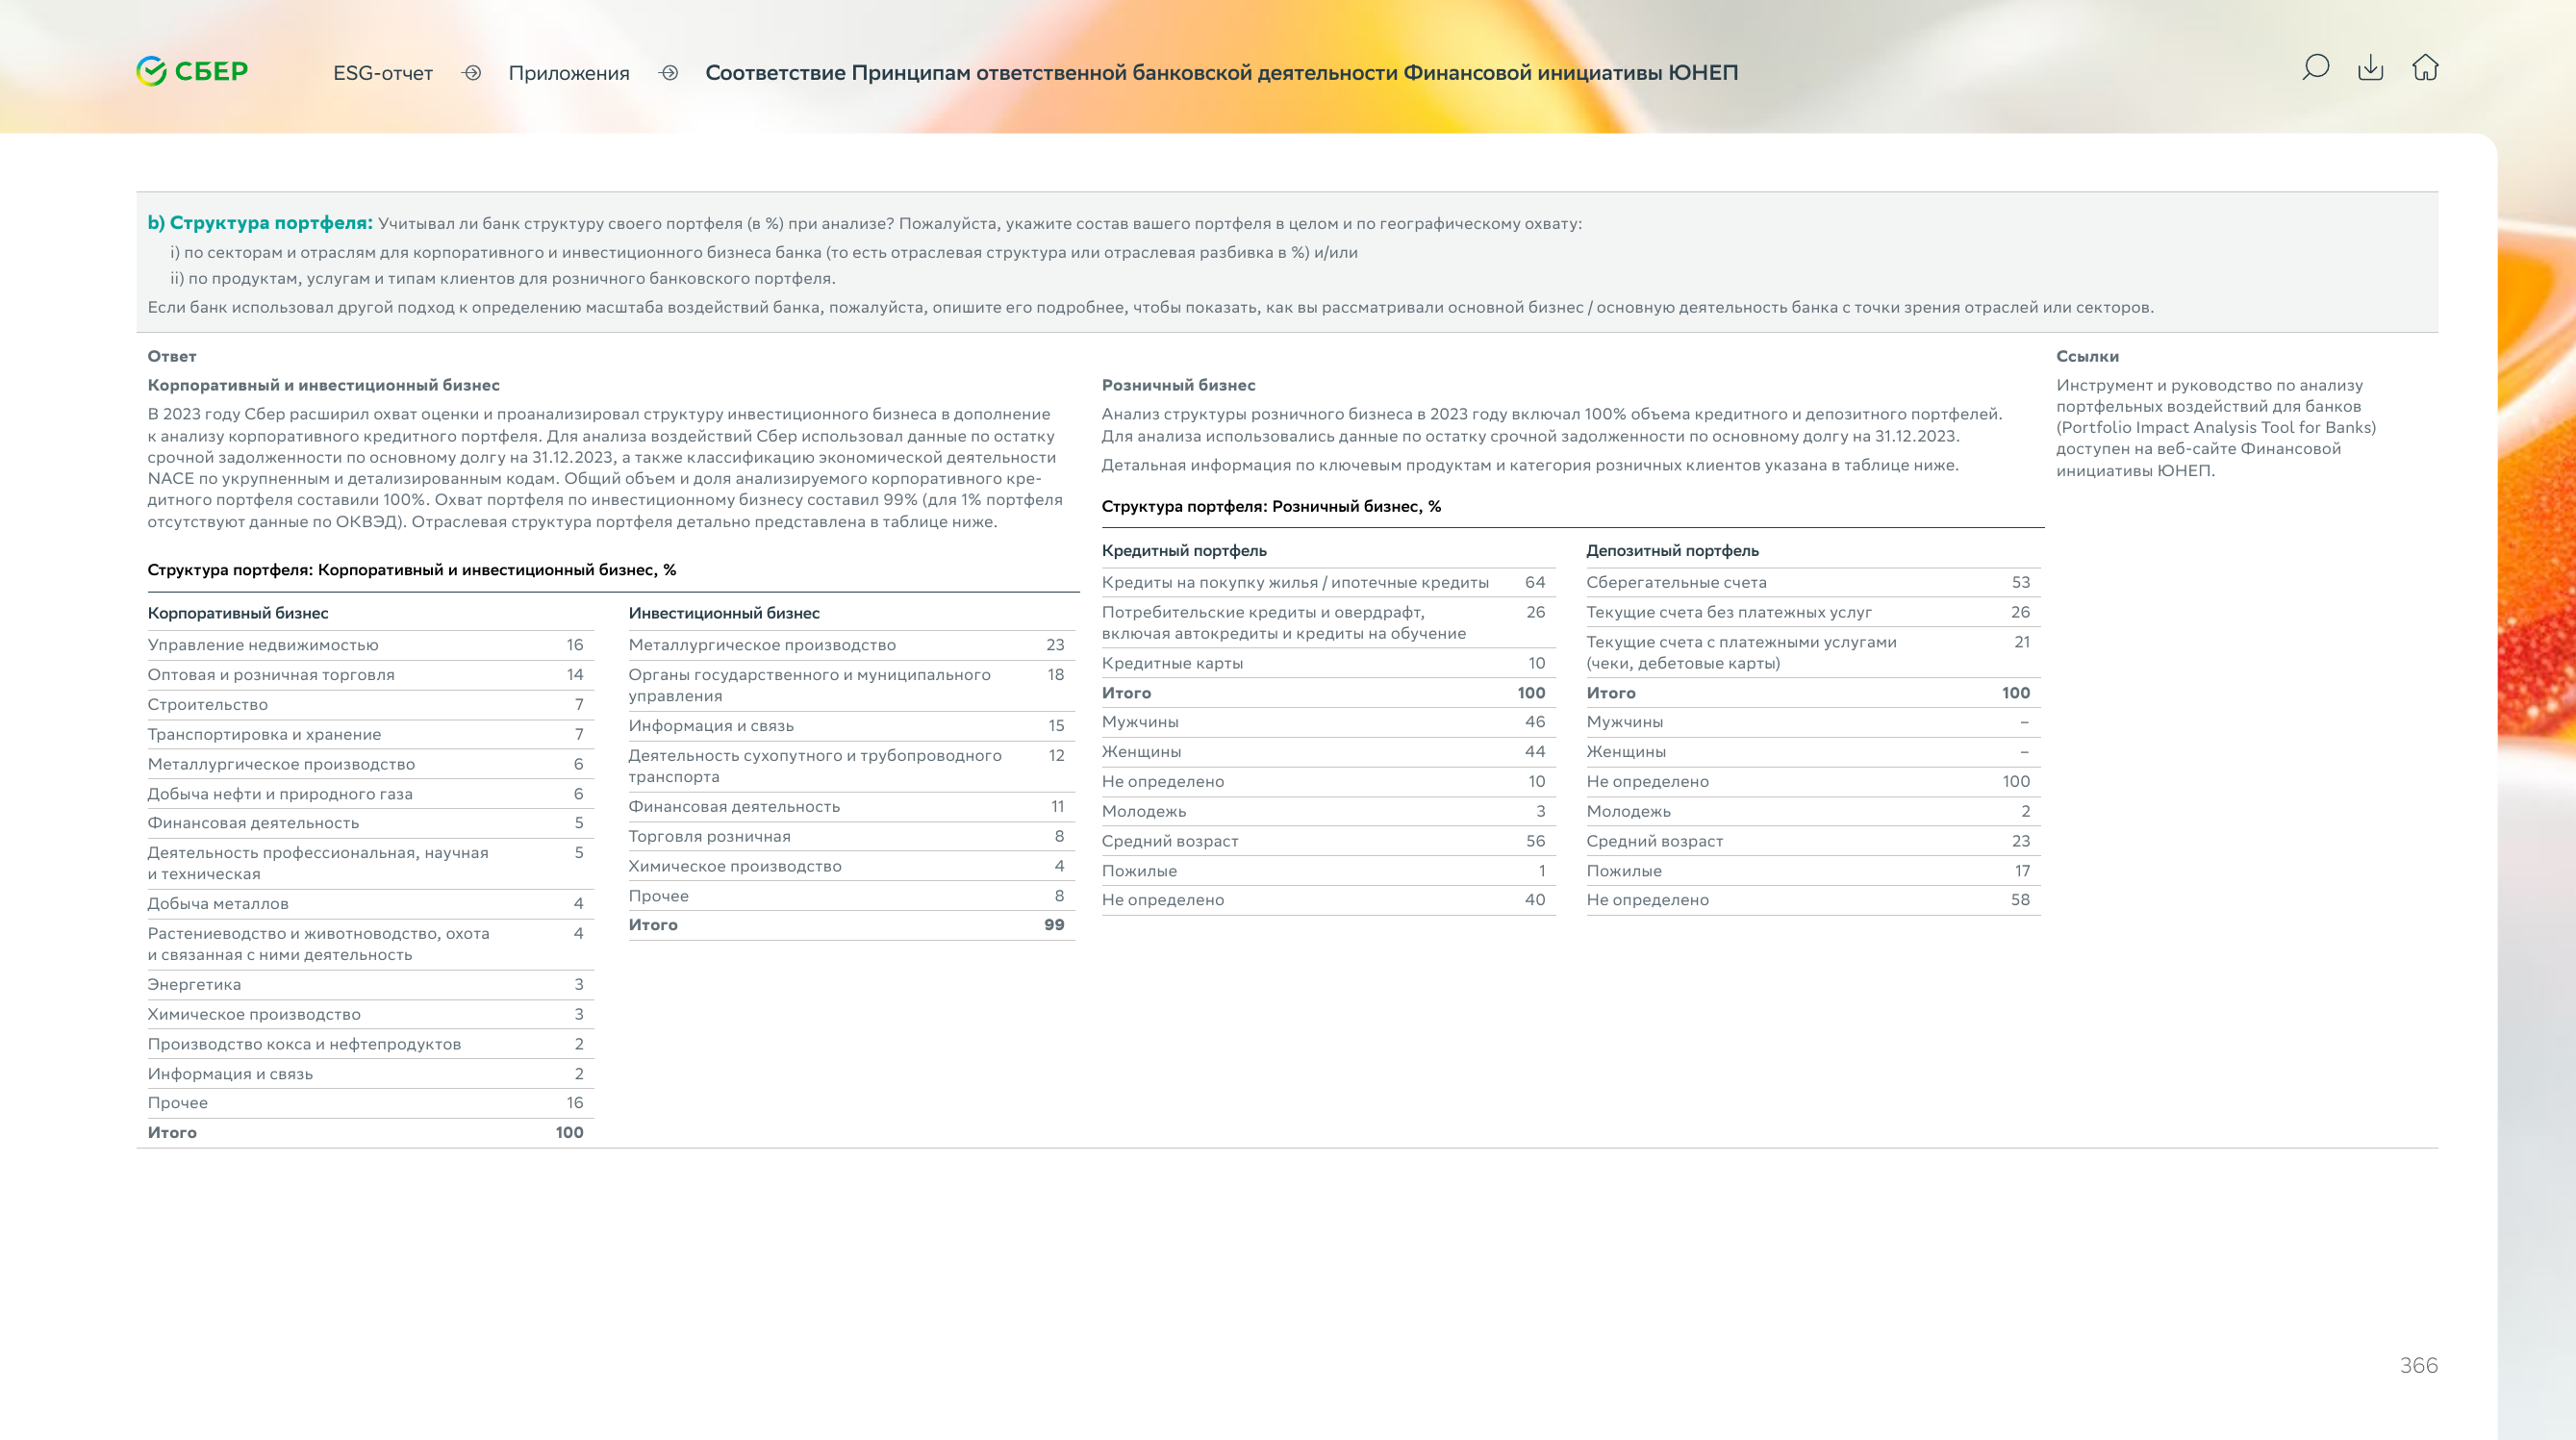 СБЕР
ESG-отчет
Приложения
Соответствие Принципам ответственной банковской деятельности Финансовой инициативы ЮНЕП
b) Структура портфеля: Учитывал ли банк структуру своего портфеля (в %) при анализе? Пожалуйста, укажите состав вашего портфеля в целом и по географическому охвату:
i) по секторам и отраслям для корпоративного и инвестиционного бизнеса банка (то есть отраслевая структура или отраслевая разбивка в %) и/или
ii) по продуктам, услугам и типам клиентов для розничного банковского портфеля.
Если банк использовал другой подход к определению масштаба воздействий банка, пожалуйста, опишите его подробнее, чтобы показать, как вы рассматривали основной бизнес / основную деятельность банка с точки зрения отраслей или секторов.
Ответ
Корпоративный и инвестиционный бизнес
В 2023 году Сбер расширил охват оценки и проанализировал структуру инвестиционного бизнеса в дополнение
к анализу корпоративного кредитного портфеля. Для анализа воздействий Сбер использовал данные по остатку
срочной задолженности по основному долгу на 31.12.2023, а также классификацию экономической деятельности
NACE по укрупненным и детализированным кодам. Общий объем и доля анализируемого корпоративного кре-
дитного портфеля составили 100%. Охват портфеля по инвестиционному бизнесу составил 99% (для 1% портфеля
отсутствуют данные по ОКВЭД). Отраслевая структура портфеля детально представлена в таблице ниже.
Структура портфеля: Корпоративный и инвестиционный бизнес, %
Корпоративный бизнес
Управление недвижимостью 16
Оптовая и розничная торговля 14
Строительство 7
Транспортировка и хранение 7
Металлургическое производство 6
Добыча нефти и природного газа 6
Финансовая деятельность 5
Деятельность профессиональная, научная 5
и техническая
Добыча металлов 4
Растениеводство и животноводство, охота 4
и связанная с ними деятельность
Энергетика 3
Химическое производство 3
Производство кокса и нефтепродуктов 2
Информация и связь 2
Прочее 16
Итого 100
Инвестиционный бизнес
Металлургическое производство 23
Органы государственного и муниципального 18
управления
Информация и связь 15
Деятельность сухопутного и трубопроводного 12
транспорта
Финансовая деятельность 11
Торговля розничная 8
Химическое производство 4
Прочее 8
Итого 99
Розничный бизнес
Анализ структуры розничного бизнеса в 2023 году включал 100% объема кредитного и депозитного портфелей.
Для анализа использовались данные по остатку срочной задолженности по основному долгу на 31.12.2023.
Детальная информация по ключевым продуктам и категория розничных клиентов указана в таблице ниже.
Структура портфеля: Розничный бизнес, %
Кредитный портфель
Кредиты на покупку жилья / ипотечные кредиты 64
Потребительские кредиты и овердрафт, 26
включая автокредиты и кредиты на обучение
Кредитные карты 10
Итого 100
Мужчины 46
Женщины 44
Не определено 10
Молодежь 3
Средний возраст 56
Пожилые 1
Не определено 40
Депозитный портфель
Сберегательные счета 53
Текущие счета без платежных услуг 26
Текущие счета с платежными услугами 21
(чеки, дебетовые карты)
Итого 100
Мужчины –
Женщины –
Не определено 100
Молодежь 2
Средний возраст 23
Пожилые 17
Не определено 58
Ссылки
Инструмент и руководство по анализу
портфельных воздействий для банков
(Portfolio Impact Analysis Tool for Banks)
доступен на веб-сайте Финансовой
инициативы ЮНЕП.
366